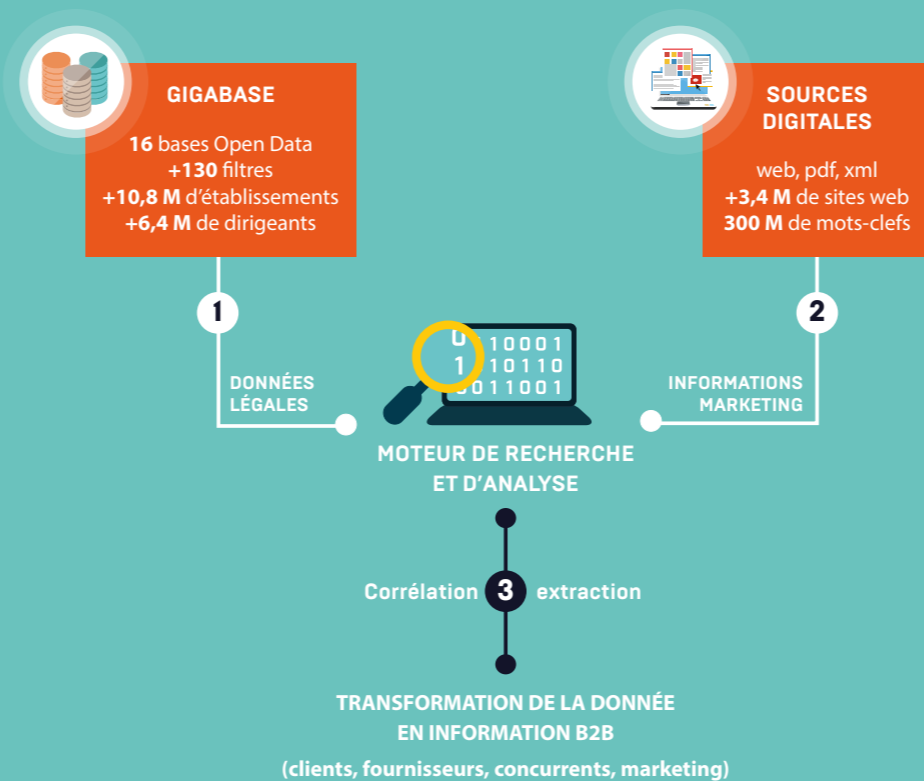 GIGABASE
16 bases Open Data
+130 filtres
+10,8 M d'établissements
+6,4 M de dirigeants
SOURCES
DIGITALES
web, pdf, xml
+3,4 M de sites web
300 M de mots-clefs
1
2
DONNÉES
LÉGALES
INFORMATIONS
MARKETING
0110001
1 10110
0011001
MOTEUR DE RECHERCHE
ET D'ANALYSE
Corrélation 3 extraction
TRANSFORMATION DE LA DONNÉE
EN INFORMATION B2B
(clients, fournisseurs, concurrents, marketing)